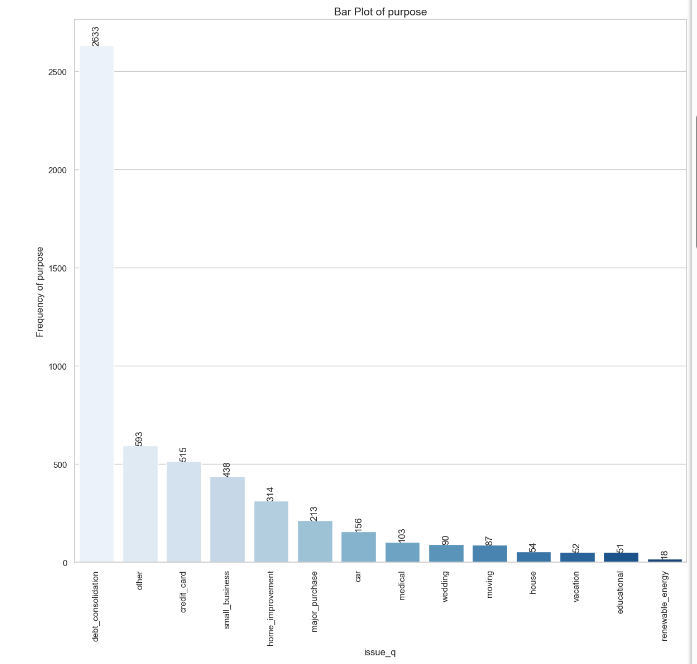 Bar Plot of purpose
Frequency of purpose
2500
2000
1500
1000
500
0
2633
593
515
438
314
213
156
103
90
87
54
52
51
18
debt_consolidation
other
credit_card
small_business
home_improvement
major_purchase
car
medical
wedding
moving
house
vacation
educational
renewable_energy
issue_q